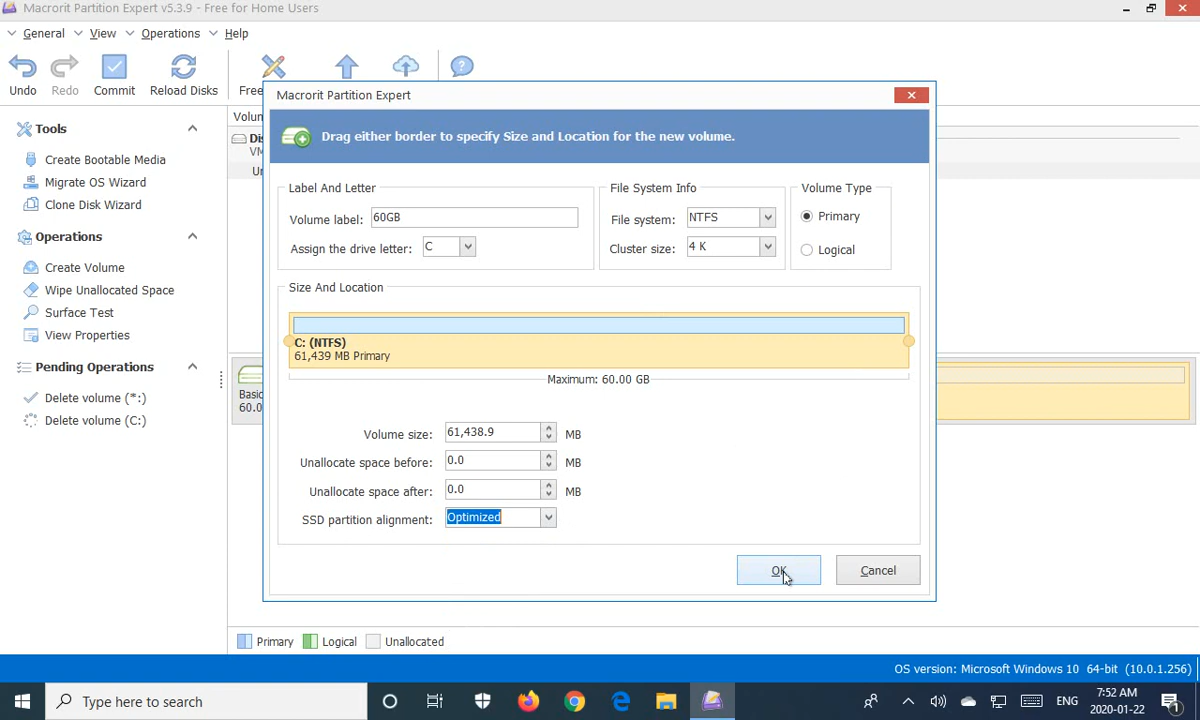 Macrorit Partition Expert v5.3.9 - Free for Home Users
General View Operations Help
Undo Redo Commit Reload Disks Free
Tools
Create Bootable Media
Migrate OS Wizard
Clone Disk Wizard
Operations
Create Volume
Wipe Unallocated Space
Surface Test
View Properties
Pending Operations
Delete volume (*:)
Delete volume (C:)
Macrorit Partition Expert
Drag either border to specify Size and Location for the new volume.
Label And Letter
Volume label: 60GB
Assign the drive letter: C
File System Info
File system: NTFS
Cluster size: 4 K
Volume Type
Primary
Logical
Size And Location
C: (NTFS)
61,439 MB Primary
Maximum: 60.00 GB
Volume size: 61,438.9 MB
Unallocate space before: 0.0 MB
Unallocate space after: 0.0 MB
SSD partition alignment: Optimized
OK Cancel
Primary Logical Unallocated
OS version: Microsoft Windows 10 64-bit (10.0.1.256)
Type here to search
ENG
7:52 AM
2020-01-22
1